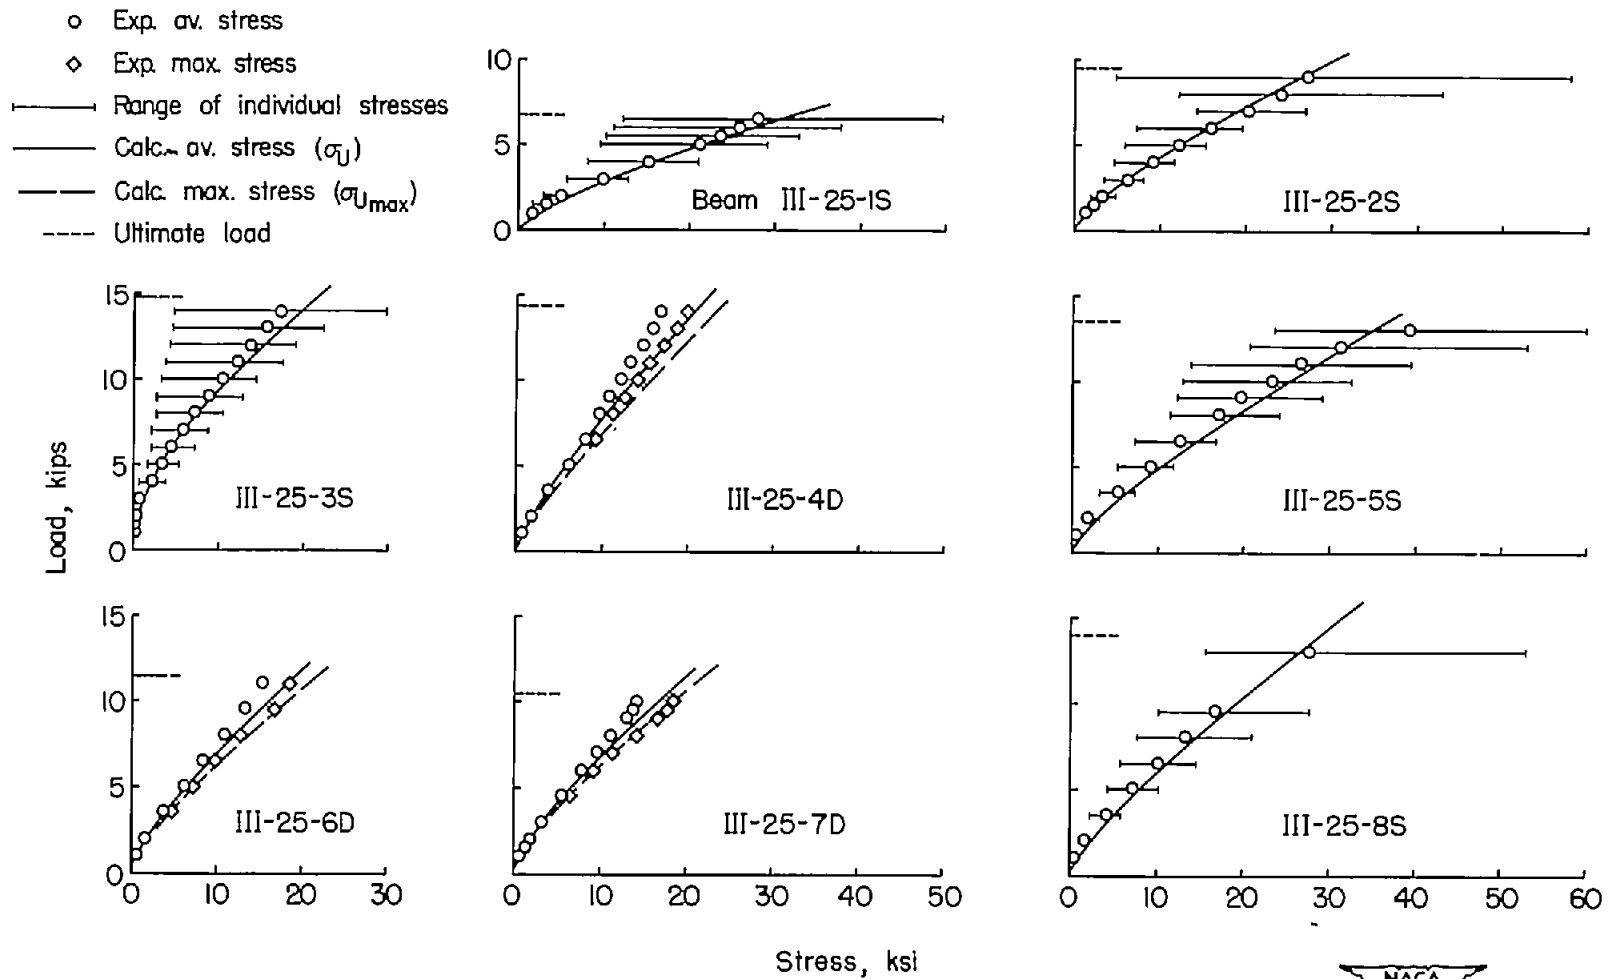 Exp. av. stress
Exp. max. stress
Range of individual stresses
Calc. av. stress (σU)
Calc. max. stress (σUmax)
Ultimate load
10
5
0
Beam III-25-1S
III-25-2S
15
10
5
0
III-25-3S
III-25-4D
III-25-5S
Load, kips
15
10
5
0
III-25-6D
III-25-7D
III-25-8S
0 10 20 30
0 10 20 30 40 50
0 10 20 30 40 50 60
Stress, ksi
NACA